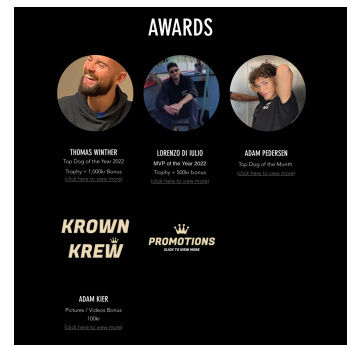 AWARDS
THOMAS WINTHER
Top Dog of the Year 2022
Trophy + 1,000kr Bonus
(click here to view more)
LORENZO DI IULIO
MVP of the Year 2022
Trophy + 500kr bonus
(click here to view more)
ADAM PEDERSEN
Top Dog of the Month
(click here to view more)
KROWN
KREW
PROMOTIONS
CLICK TO VIEW MORE
ADAM KIER
Pictures / Videos Bonus
100kr
(click here to view more)